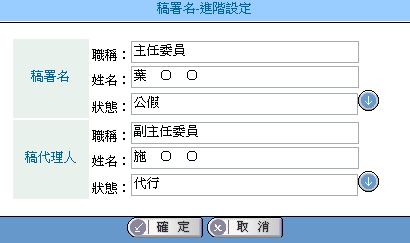 稿署名-進階設定
稿署名
職稱：主任委員
姓名：葉 ○ ○
狀態：公假
稿代理人
職稱：副主任委員
姓名：施 ○ ○
狀態：代行
確 定 取 消